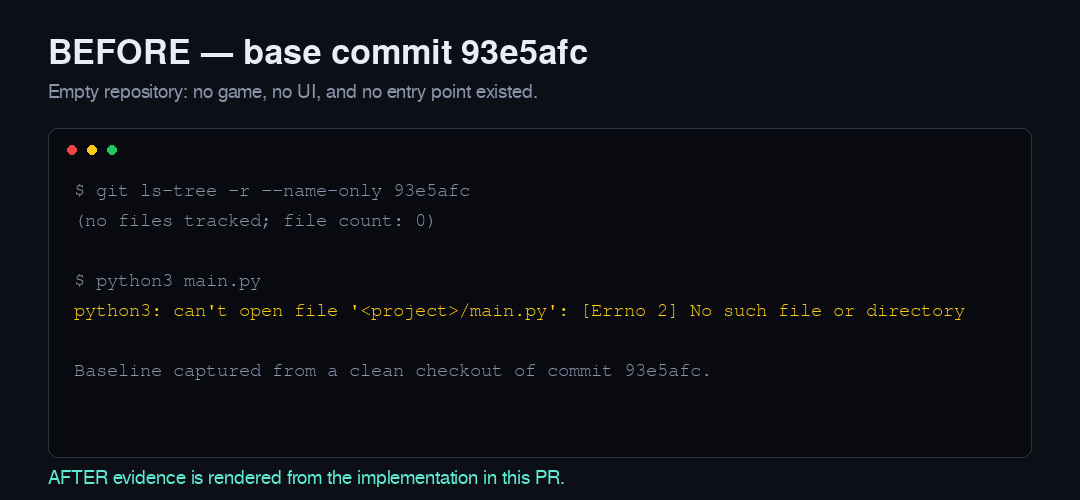 BEFORE — base commit 93e5afc
Empty repository: no game, no UI, and no entry point existed.
$ git ls-tree -r --name-only 93e5afc
(no files tracked; file count: 0)
$ python3 main.py
python3: can't open file '<project>/main.py': [Errno 2] No such file or directory
Baseline captured from a clean checkout of commit 93e5afc.
AFTER evidence is rendered from the implementation in this PR.